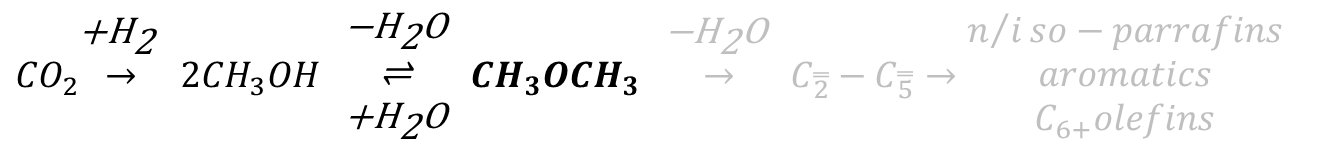 +H₂ −H₂O −H₂O n/i so − parrafins
CO₂ → 2CH₃OH ⇌ CH₃OCH₃ → C₂⁼ − C₅⁼ → aromatics
+H₂O C₆₊olefins